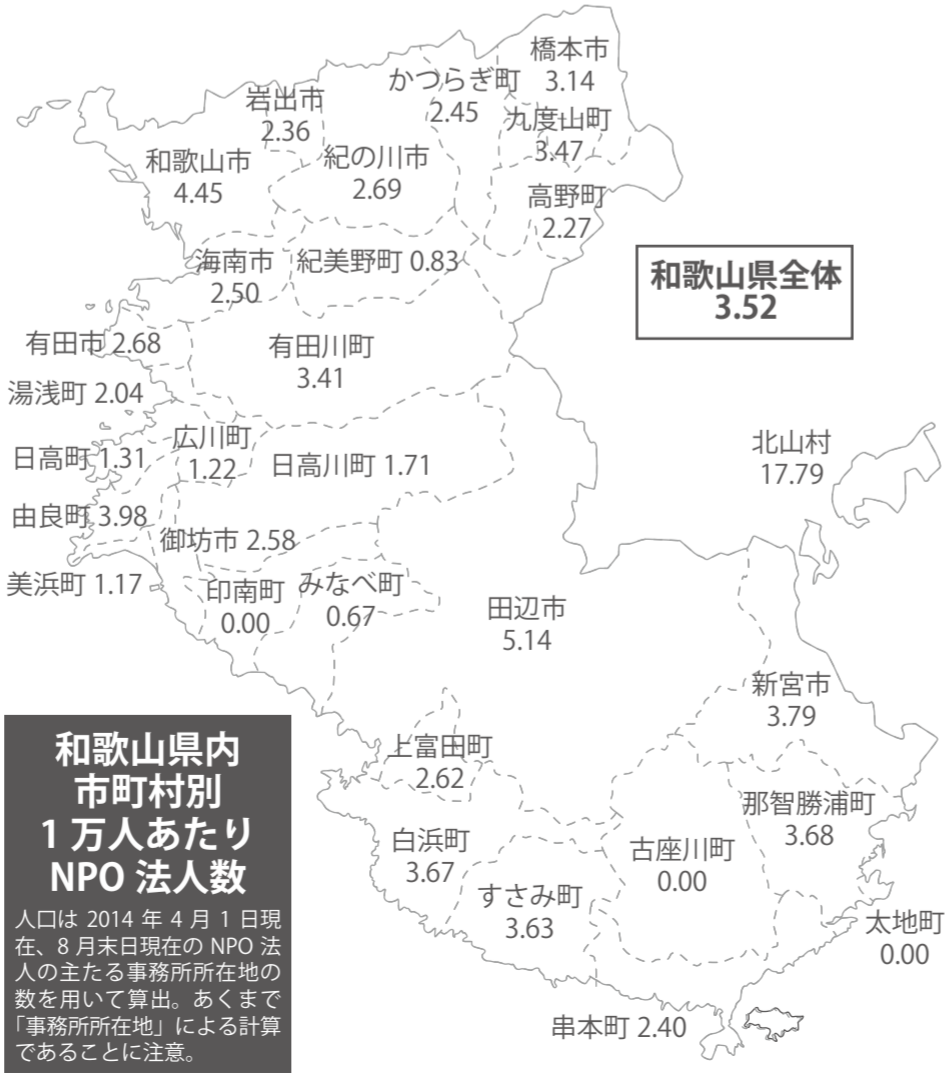 橋本市
3.14
かつらぎ町
2.45
岩出市
2.36
九度山町
3.47
和歌山市
4.45
紀の川市
2.69
高野町
2.27
海南市
2.50
紀美野町 0.83
和歌山県全体
3.52
有田市 2.68
有田川町
3.41
湯浅町 2.04
広川町
1.22
日高町 1.31
日高川町 1.71
北山村
17.79
由良町 3.98
御坊市 2.58
美浜町 1.17
印南町
0.00
みなべ町
0.67
田辺市
5.14
新宮市
3.79
上富田町
2.62
那智勝浦町
3.68
白浜町
3.67
古座川町
0.00
すさみ町
3.63
太地町
0.00
串本町 2.40
和歌山県内
市町村別
1 万人あたり
NPO 法人数
人口は 2014 年 4 月 1 日現
在、8 月末日現在の NPO 法
人の主たる事務所所在地の
数を用いて算出。あくまで
「事務所所在地」による計算
であることに注意。